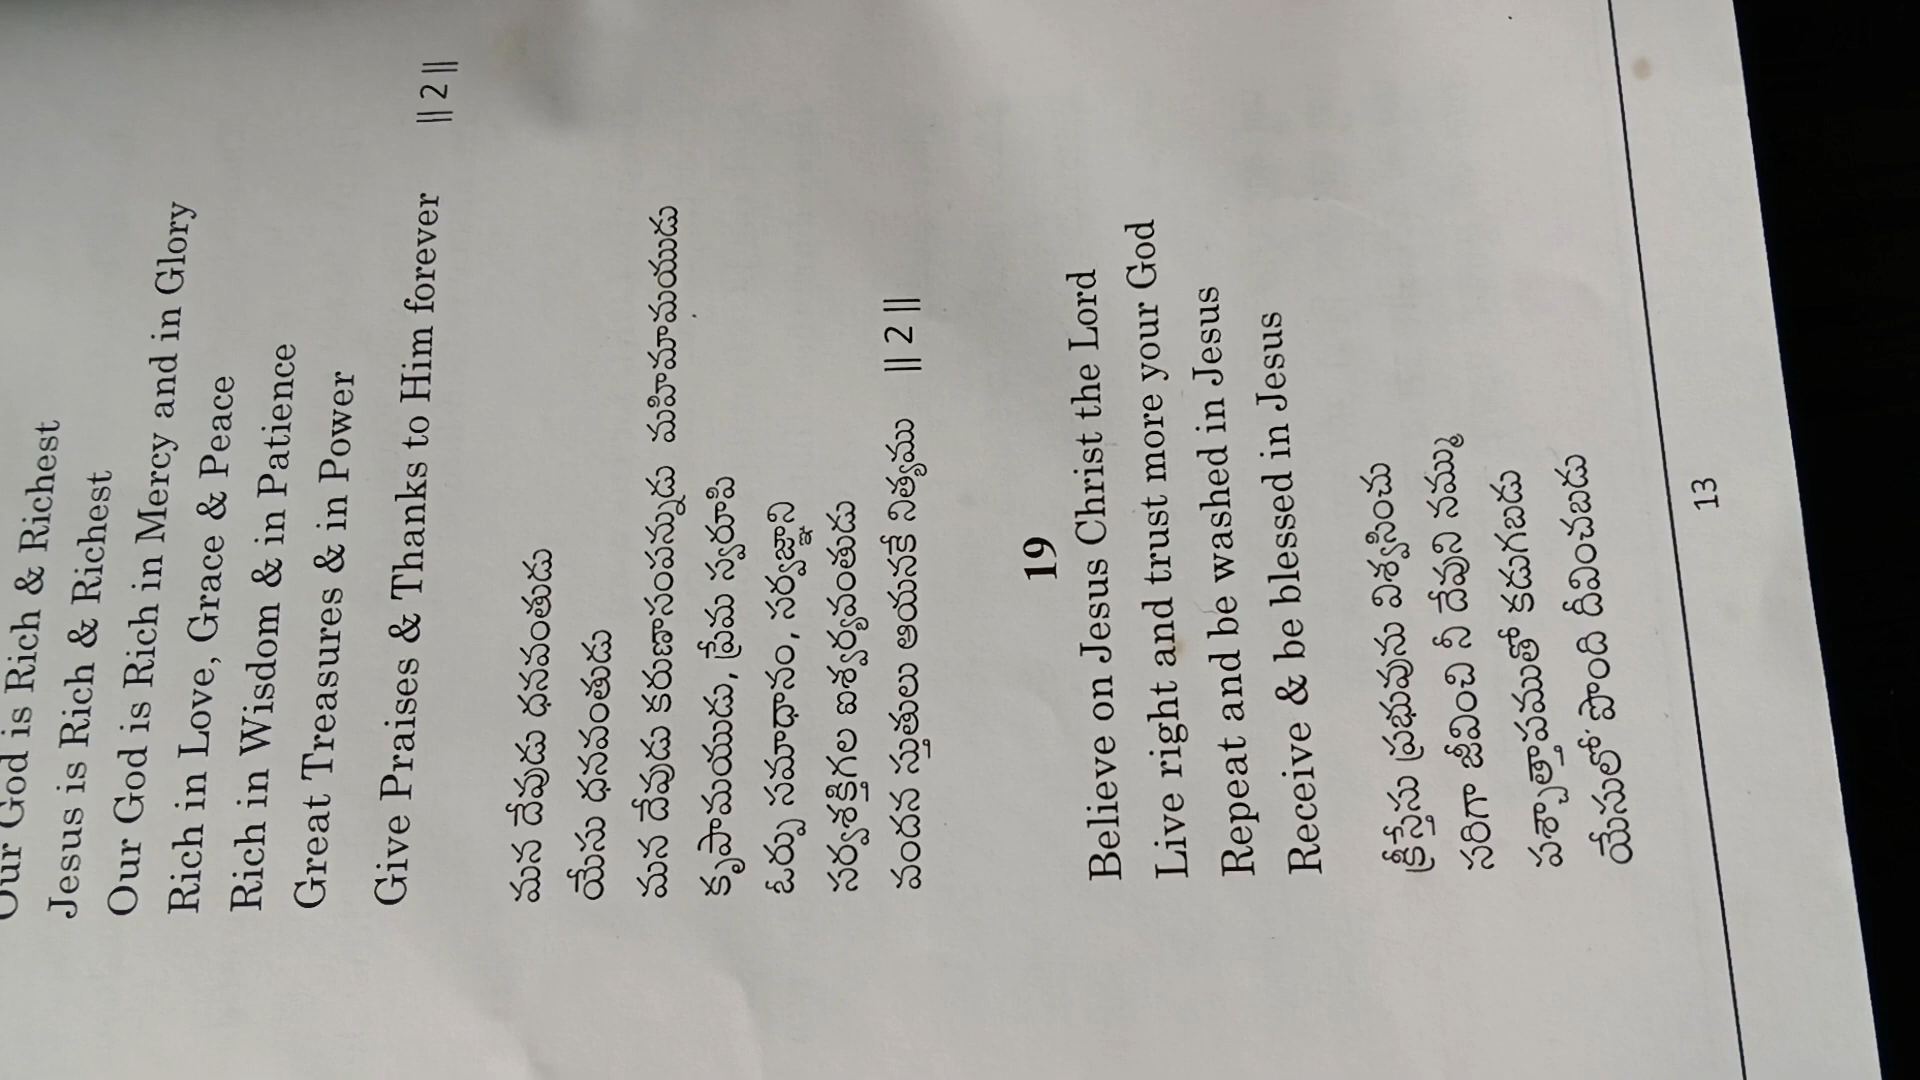 Our God is Rich & Richest
Jesus is Rich & Richest
Our God is Rich in Mercy and in Glory
Rich in Love, Grace & Peace
Rich in Wisdom & in Patience
Great Treasures & in Power
Give Praises & Thanks to Him forever || 2 ||
మన దేవుడు ధనవంతుడు
యేసు ధనవంతుడు
మన దేవుడు కరుణాసంపన్నుడు మహిమామయుడు
కృపామయుడు, ప్రేమ స్వరూపి
ఓర్పు సమాధానం, సర్వజ్ఞాని
సర్వశక్తిగల ఐశ్వర్యవంతుడు
వందన స్తుతులు ఆయనకే నిత్యము || 2 ||
19
Believe on Jesus Christ the Lord
Live right and trust more your God
Repeat and be washed in Jesus
Receive & be blessed in Jesus
క్రీస్తేసు ప్రభువును విశ్వసించు
సరిగా జీవించి నీ దేవుని నమ్ము
పశ్చాత్తాపముతో కడుగబడు
యేసులో పొంది దీవించబడు
13